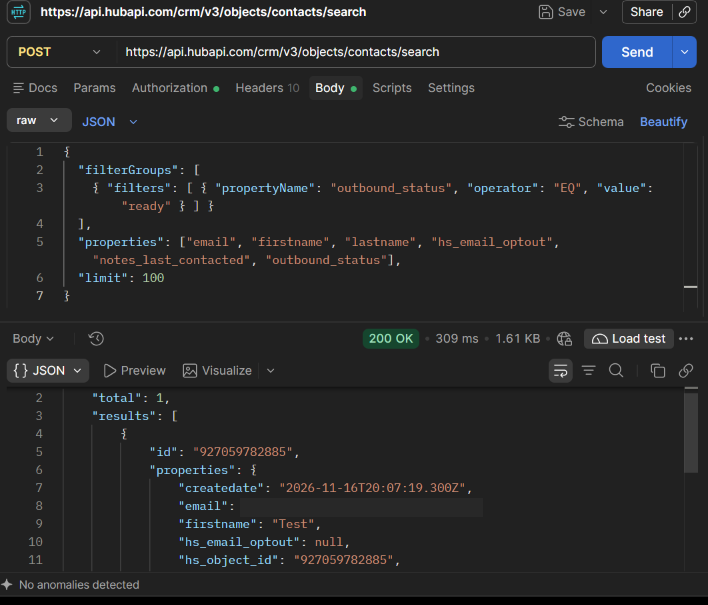 HTTP https://api.hubapi.com/crm/v3/objects/contacts/search Save Share
POST https://api.hubapi.com/crm/v3/objects/contacts/search Send
Docs Params Authorization Headers 10 Body Scripts Settings Cookies
raw JSON Schema Beautify
1 {
2 "filterGroups": [
3 { "filters": [ { "propertyName": "outbound_status", "operator": "EQ", "value":
"ready" } ] }
4 ],
5 "properties": ["email", "firstname", "lastname", "hs_email_optout",
"notes_last_contacted", "outbound_status"],
6 "limit": 100
7 }
Body 200 OK • 309 ms • 1.61 KB • Load test
{} JSON Preview Visualize
2 "total": 1,
3 "results": [
4 {
5 "id": "927059782885",
6 "properties": {
7 "createdate": "2026-11-16T20:07:19.300Z",
8 "email":
9 "firstname": "Test",
10 "hs_email_optout": null,
11 "hs_object_id": "927059782885",
No anomalies detected